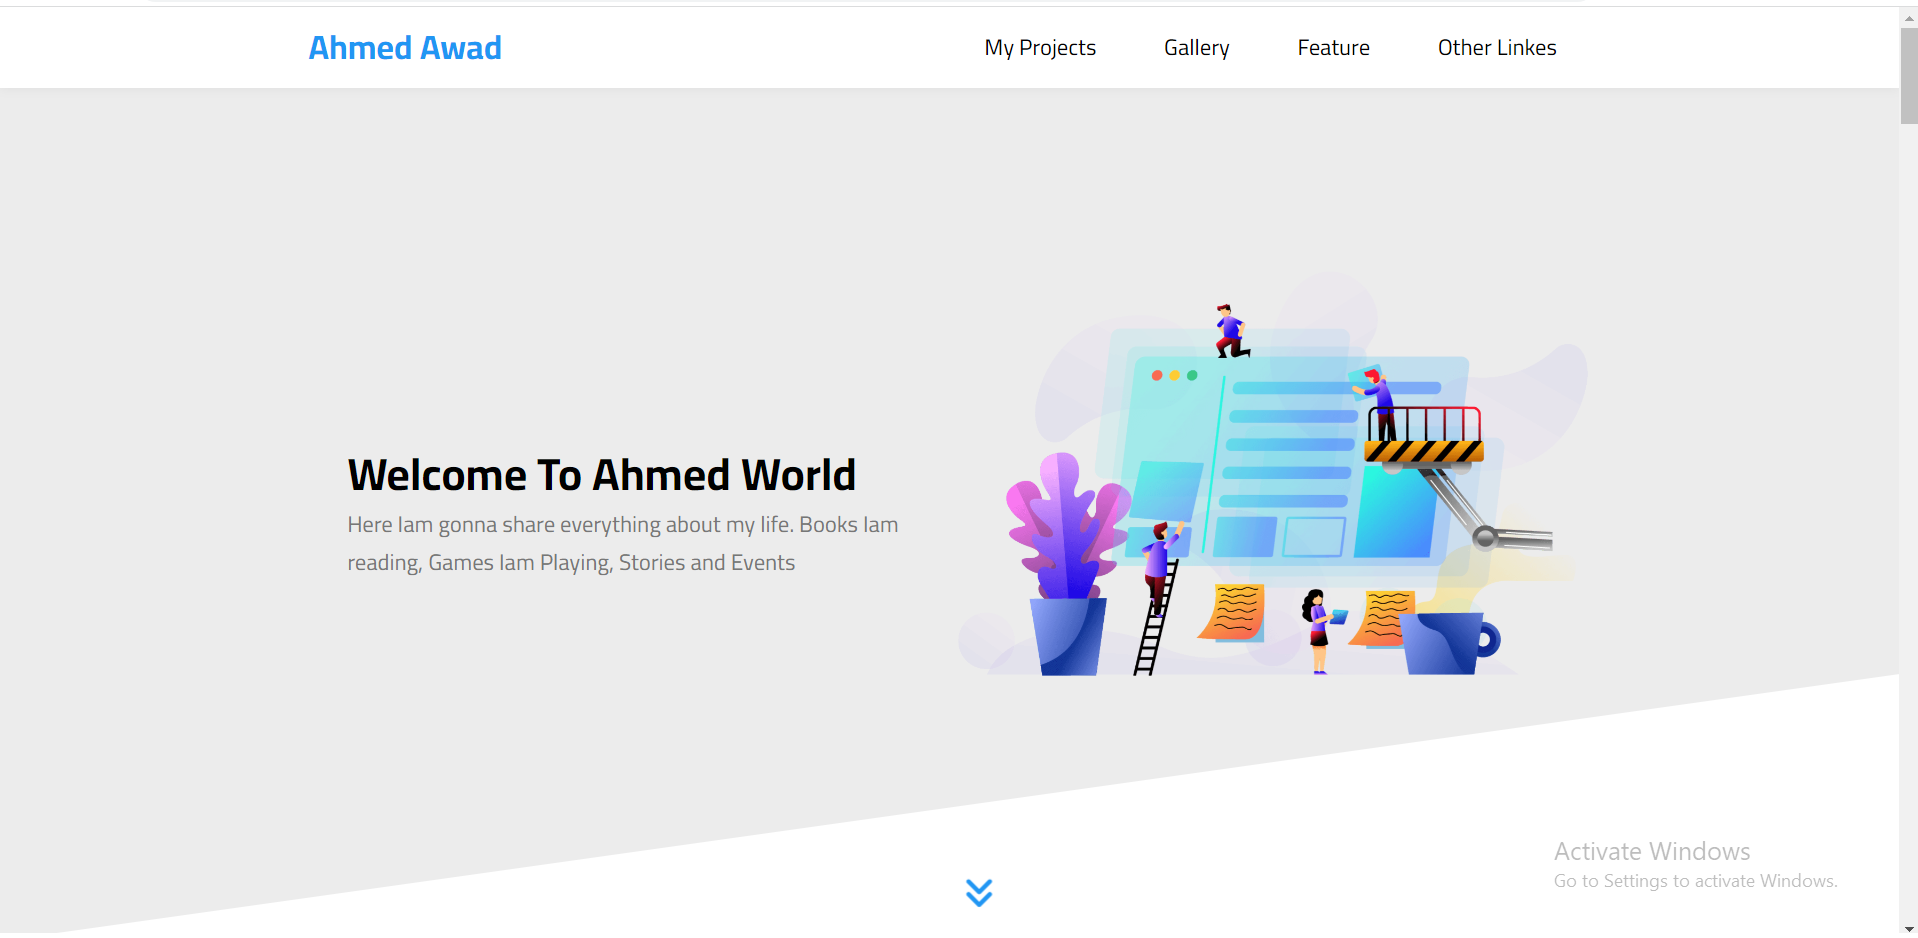 Ahmed Awad
My Projects
Gallery
Feature
Other Linkes
Welcome To Ahmed World
Here Iam gonna share everything about my life. Books Iam
reading, Games Iam Playing, Stories and Events
Activate Windows
Go to Settings to activate Windows.